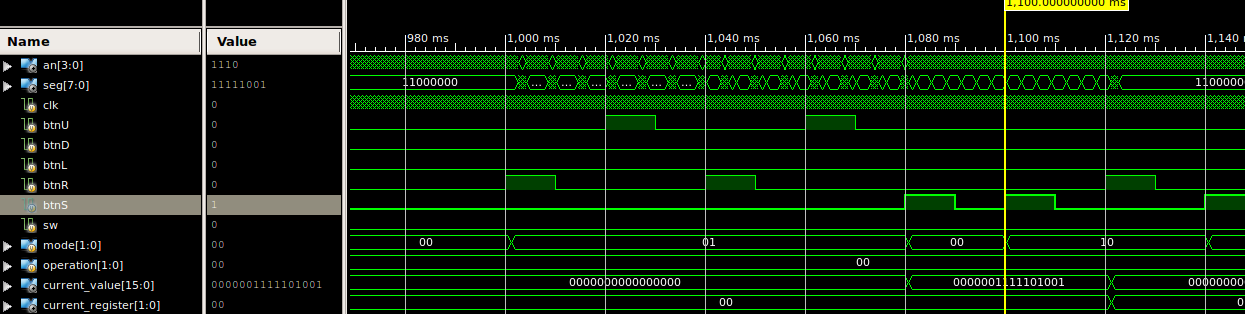 1,100.000000000 ms
Name Value 980 ms 1,000 ms 1,020 ms 1,040 ms 1,060 ms 1,080 ms 1,100 ms 1,120 ms 1,140
an[3:0] 1110
seg[7:0] 11111001 11000000 ... ... ... ... ... ... 1100000
clk 0
btnU 0
btnD 0
btnL 0
btnR 0
btnS 1
sw 0
mode[1:0] 00 00 01 00 10
operation[1:0] 00 00
current_value[15:0] 0000001111101001 0000000000000000 0000001111101001 00000000
current_register[1:0] 00 00 0